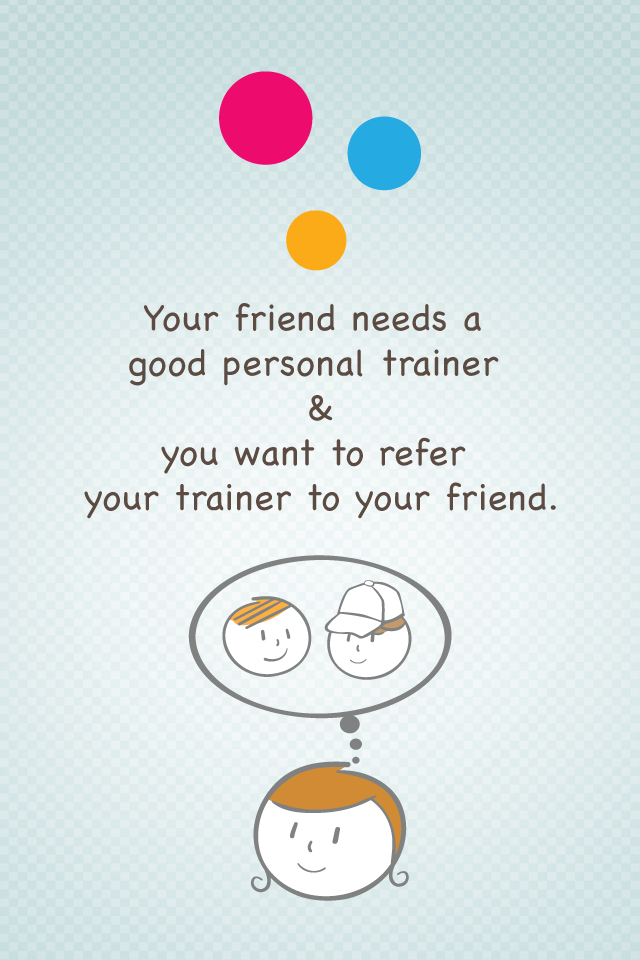 Your friend needs a
good personal trainer
&
you want to refer
your trainer to your friend.